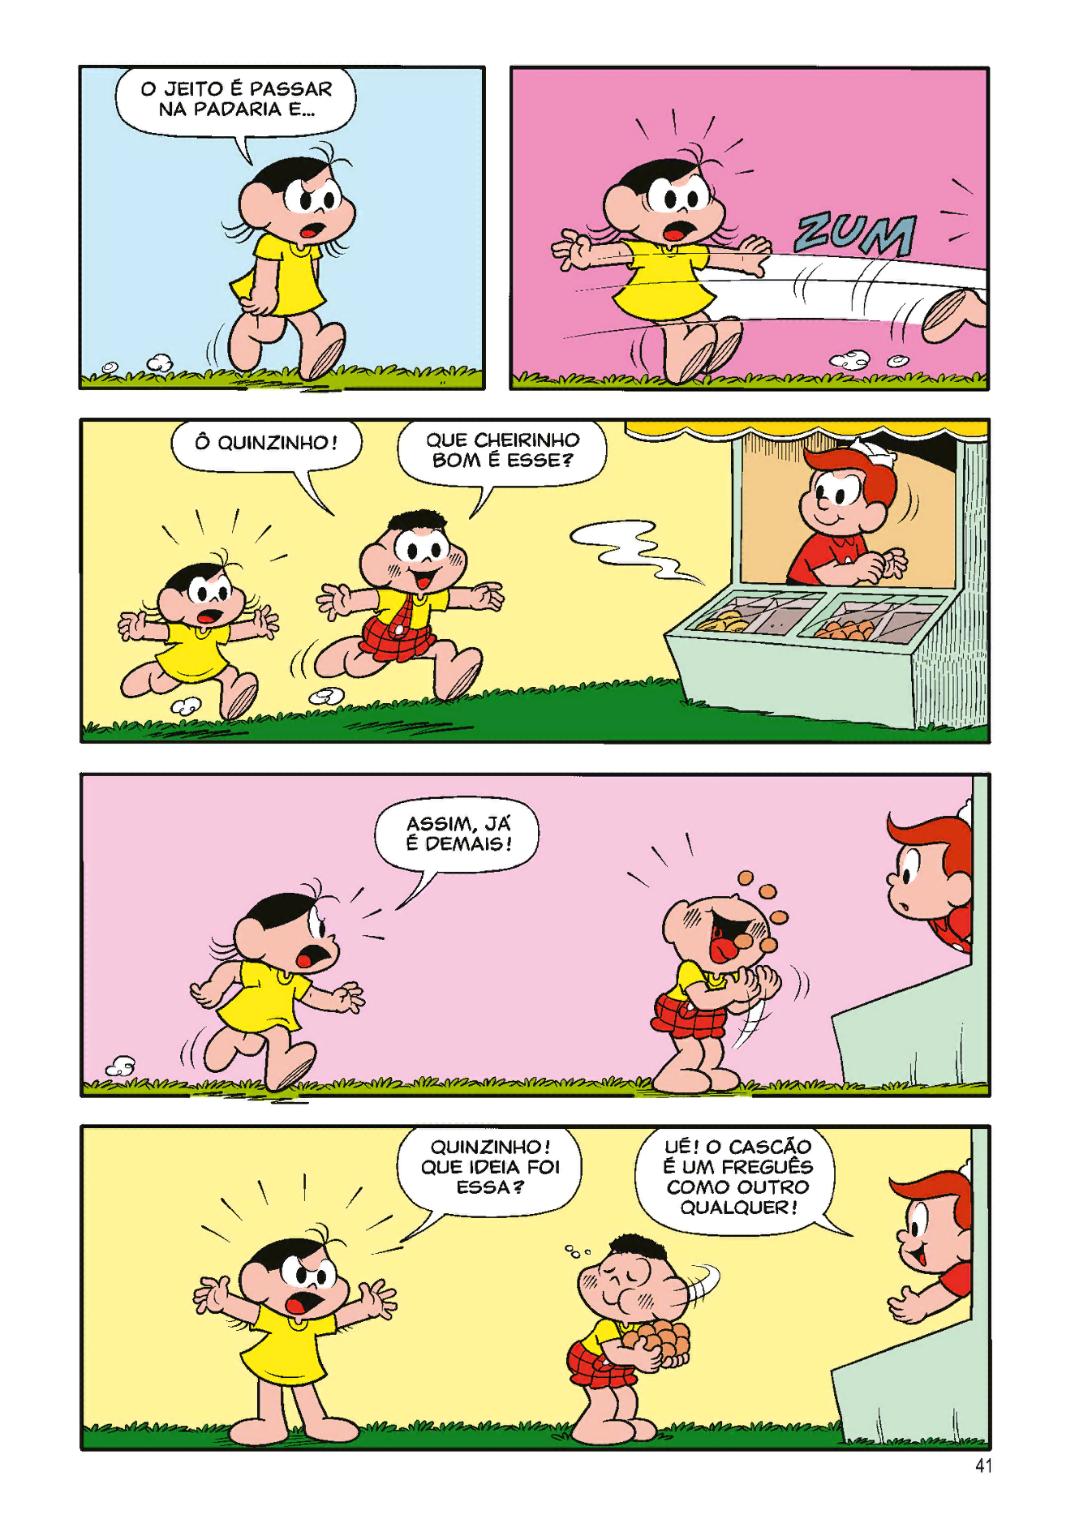 O JEITO É PASSAR
NA PADARIA E...
ZUM
Ô QUINZINHO!
QUE CHEIRINHO
BOM É ESSE?
ASSIM, JÁ
É DEMAIS!
QUINZINHO!
QUE IDEIA FOI
ESSA?
UÉ! O CASCÃO
É UM FREGUÊS
COMO OUTRO
QUALQUER!
41